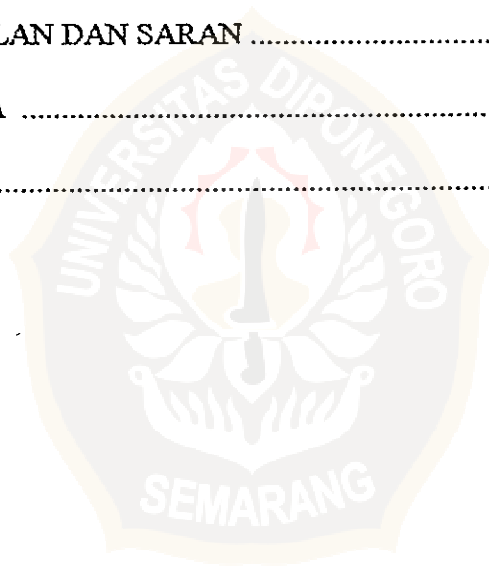 LAN DAN SARAN ........................................
A ........................................................................
........................................................................
UNIVERSITAS DIPONEGORO
SEMARANG